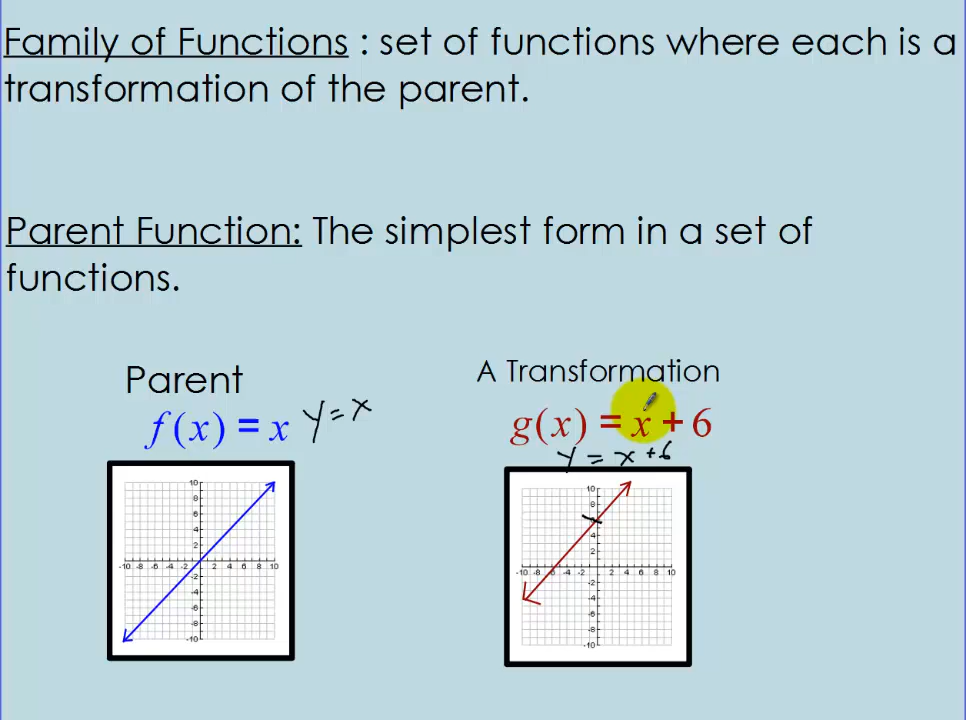 Family of Functions : set of functions where each is a
transformation of the parent.
Parent Function: The simplest form in a set of
functions.
Parent
f(x) = x y = x
10
8
6
4
2
-10 -8 -6 -4 -2 2 4 6 8 10
-2
-4
-6
-8
-10
A Transformation
g(x) = x + 6
y = x + 6
10
8
4
2
-10 -8 -4 -2 2 4 6 8 10
-2
-4
-6
-8
-10